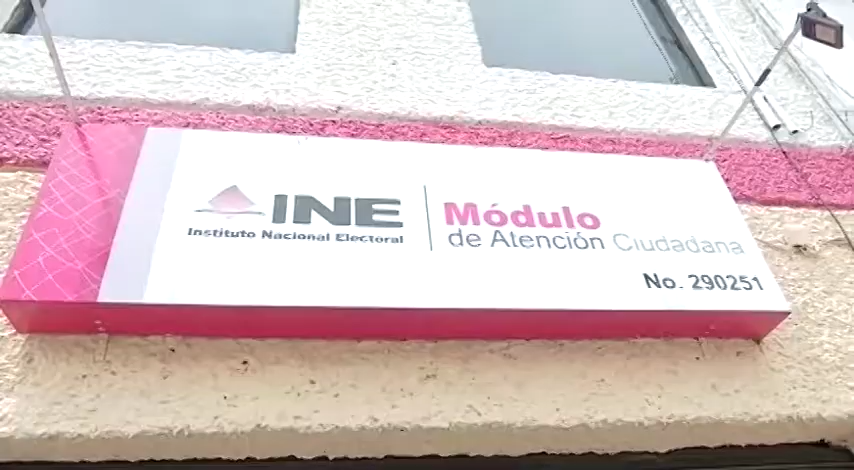 INE
Instituto Nacional Electoral
Módulo
de Atención Ciudadana
No. 290251